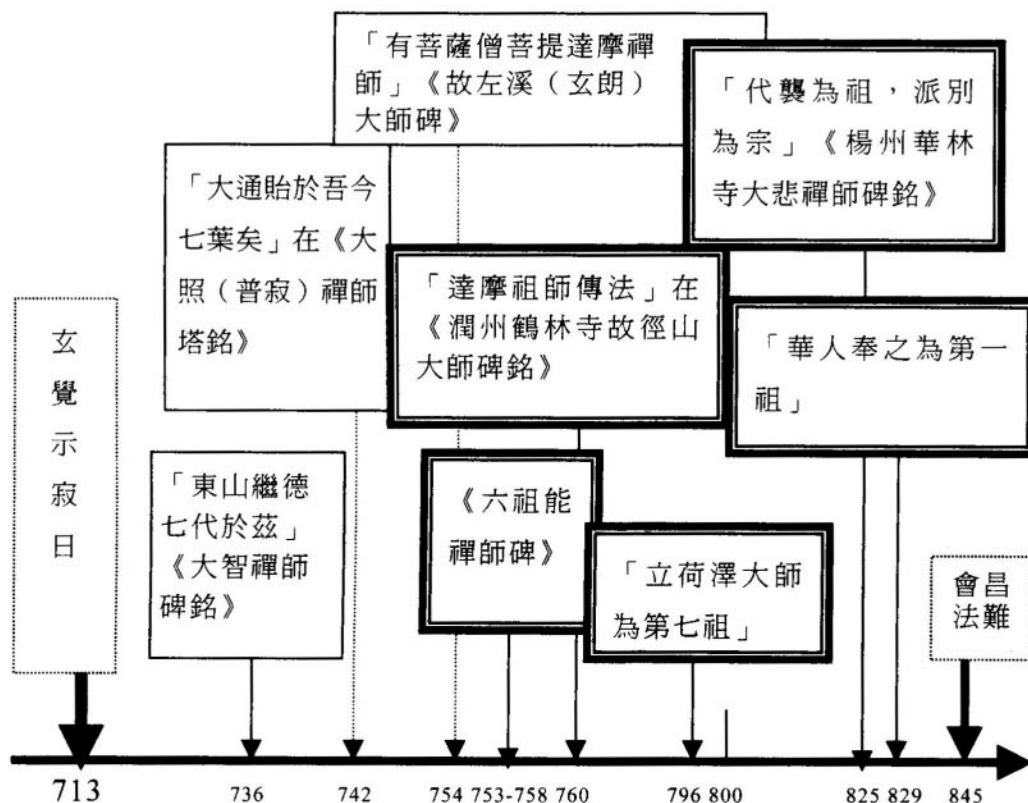 「有菩薩僧菩提達摩禪
師」《故左溪（玄朗）
大師碑》
「代襲為祖，派別
為宗」《楊州華林
寺大悲禪師碑銘》
「大通貽於吾今
七葉矣」在《大
照（普寂）禪師
塔銘》
「達摩祖師傳法」在
《潤州鶴林寺故徑山
大師碑銘》
「華人奉之為第一
祖」
玄覺示寂日
「東山繼德
七代於茲」
《大智禪師
碑銘》
《六祖能
禪師碑》
「立荷澤大師
為第七祖」
會昌
法難
713 736 742 754 753-758 760 796 800 825 829 845